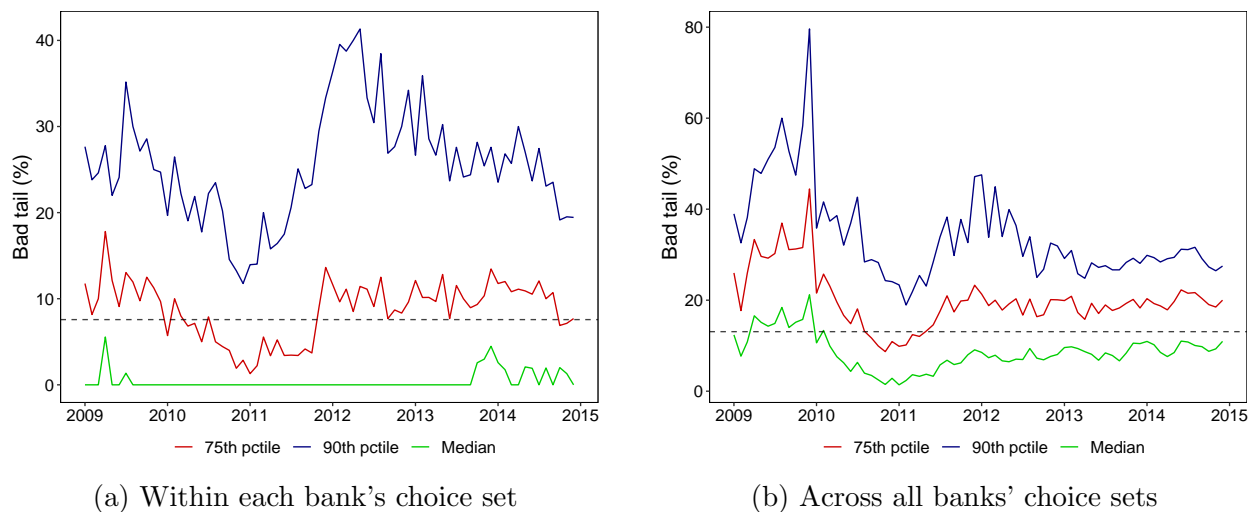 Bad tail (%)
40
30
20
10
0
2009 2010 2011 2012 2013 2014 2015
75th pctile 90th pctile Median
(a) Within each bank's choice set
Bad tail (%)
80
60
40
20
0
2009 2010 2011 2012 2013 2014 2015
75th pctile 90th pctile Median
(b) Across all banks' choice sets